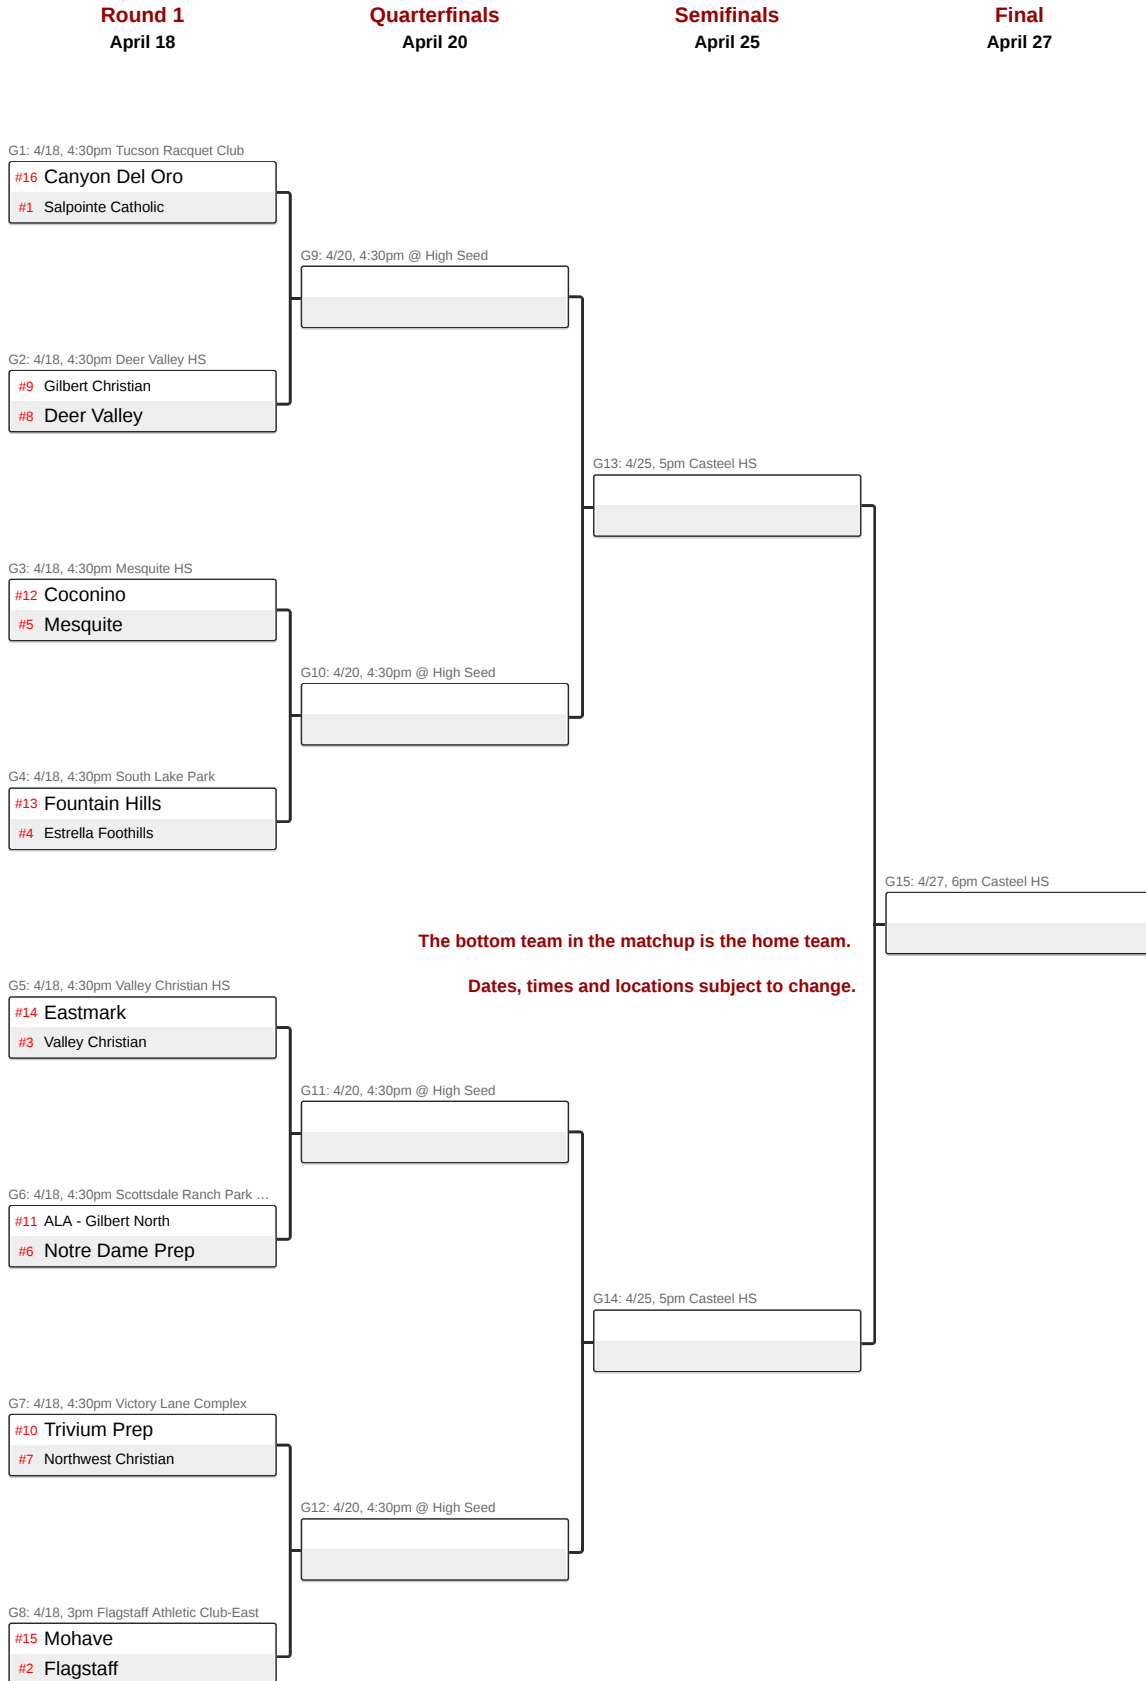 Round 1
April 18
Quarterfinals
April 20
Semifinals
April 25
Final
April 27
G1: 4/18, 4:30pm Tucson Racquet Club
#16 Canyon Del Oro
#1 Salpointe Catholic
G9: 4/20, 4:30pm @ High Seed
G2: 4/18, 4:30pm Deer Valley HS
#9 Gilbert Christian
#8 Deer Valley
G13: 4/25, 5pm Casteel HS
G3: 4/18, 4:30pm Mesquite HS
#12 Coconino
#5 Mesquite
G10: 4/20, 4:30pm @ High Seed
G4: 4/18, 4:30pm South Lake Park
#13 Fountain Hills
#4 Estrella Foothills
G15: 4/27, 6pm Casteel HS
The bottom team in the matchup is the home team.
Dates, times and locations subject to change.
G5: 4/18, 4:30pm Valley Christian HS
#14 Eastmark
#3 Valley Christian
G11: 4/20, 4:30pm @ High Seed
G6: 4/18, 4:30pm Scottsdale Ranch Park …
#11 ALA - Gilbert North
#6 Notre Dame Prep
G14: 4/25, 5pm Casteel HS
G7: 4/18, 4:30pm Victory Lane Complex
#10 Trivium Prep
#7 Northwest Christian
G12: 4/20, 4:30pm @ High Seed
G8: 4/18, 3pm Flagstaff Athletic Club-East
#15 Mohave
#2 Flagstaff